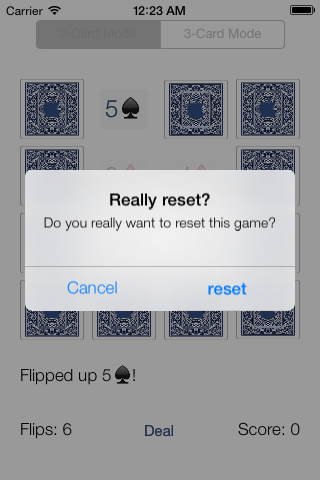 Carrier 12:23 AM
2-Card Mode 3-Card Mode
5♠
Really reset?
Do you really want to reset this game?
Cancel reset
Flipped up 5♠!
Flips: 6 Deal Score: 0